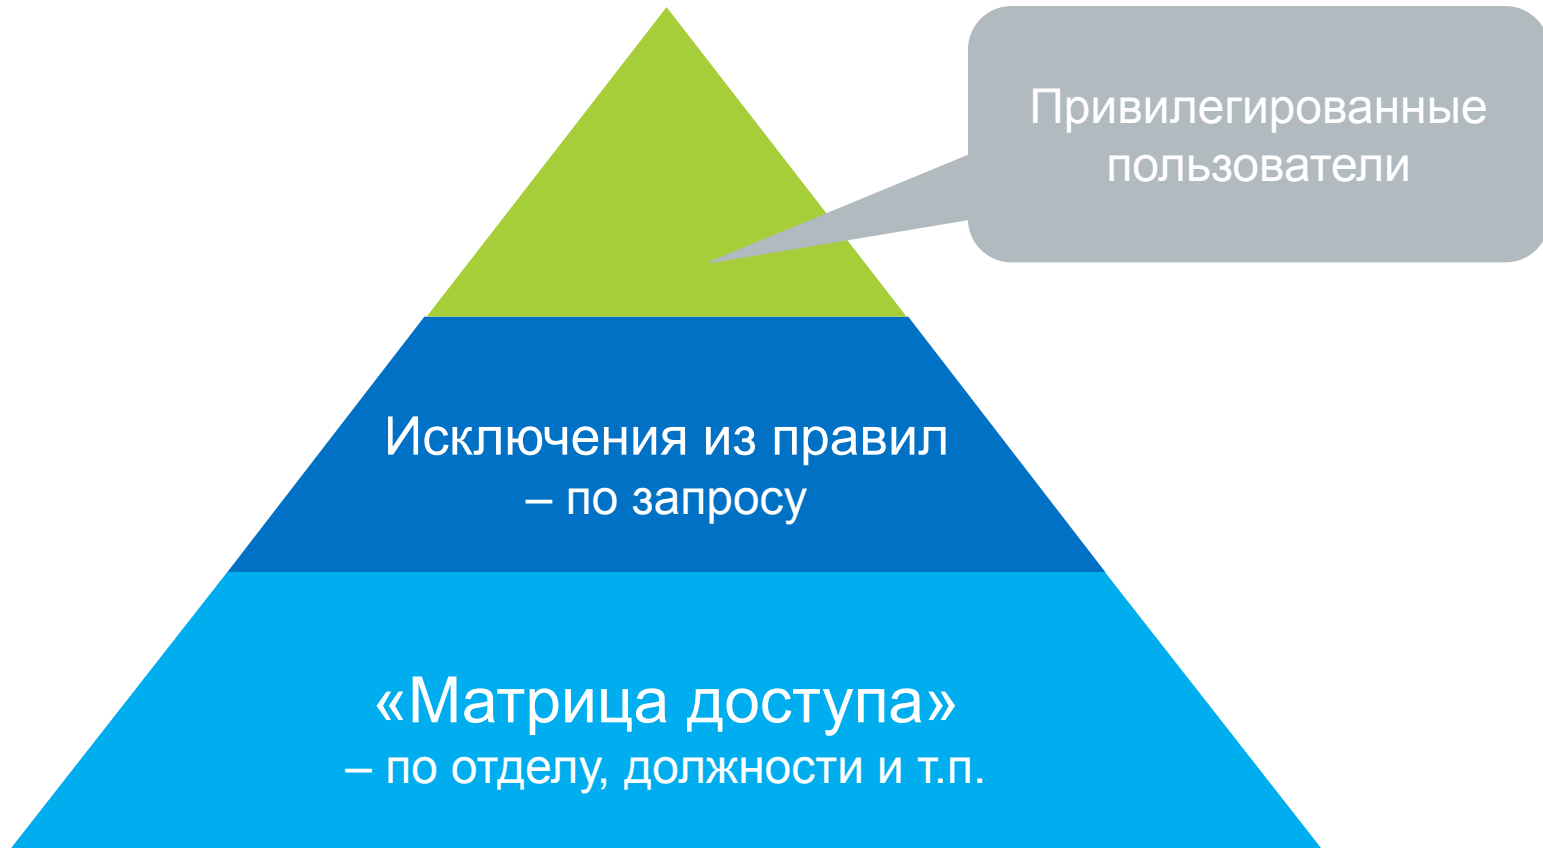 Привилегированные
пользователи
Исключения из правил
– по запросу
«Матрица доступа»
– по отделу, должности и т.п.